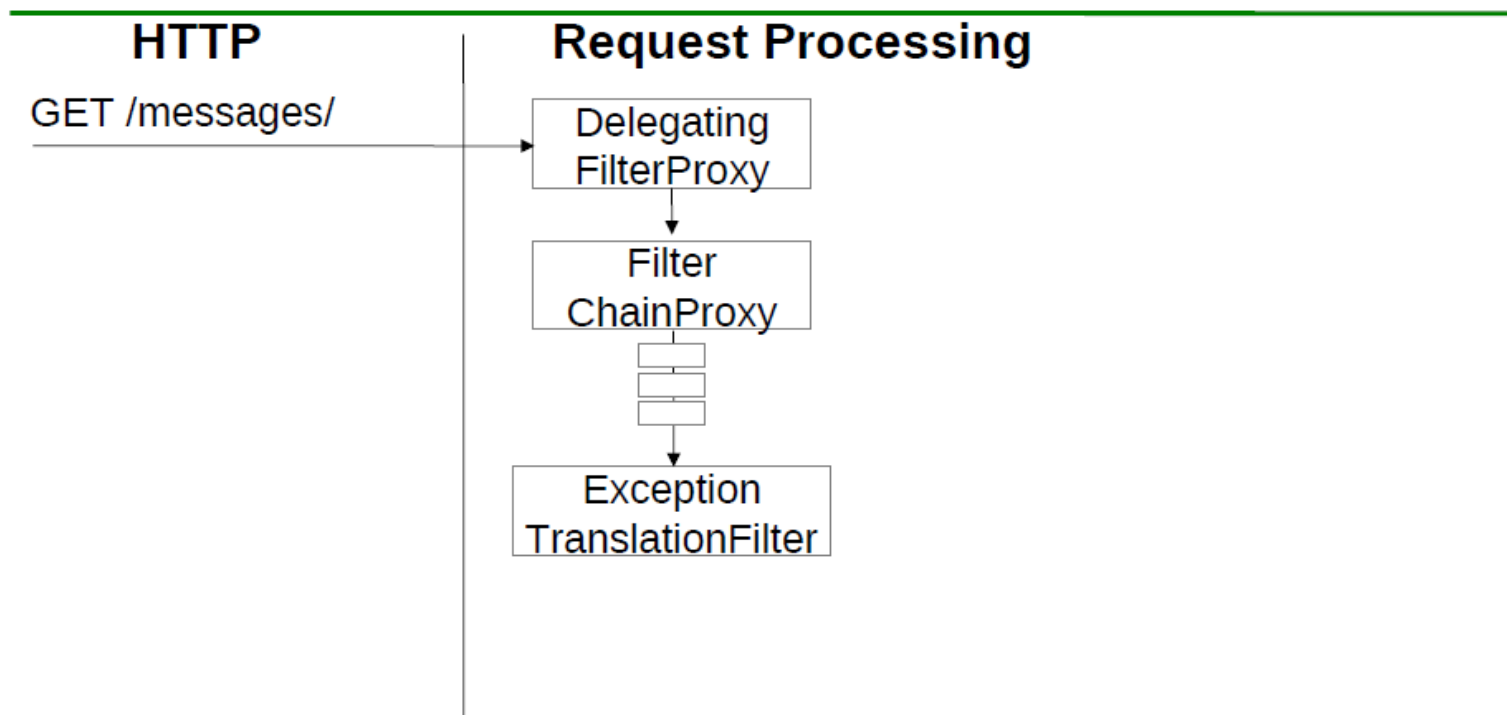 HTTP
Request Processing
GET /messages/
Delegating
FilterProxy
Filter
ChainProxy
Exception
TranslationFilter